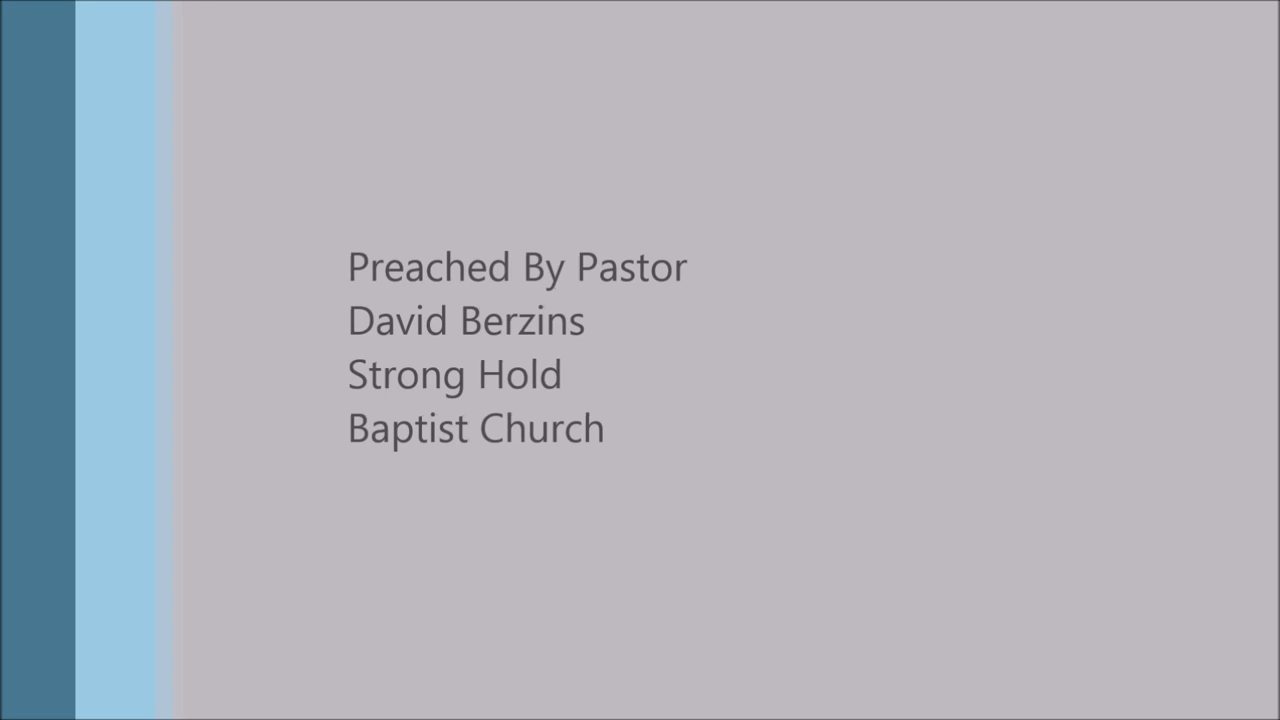 Preached By Pastor
David Berzins
Strong Hold
Baptist Church